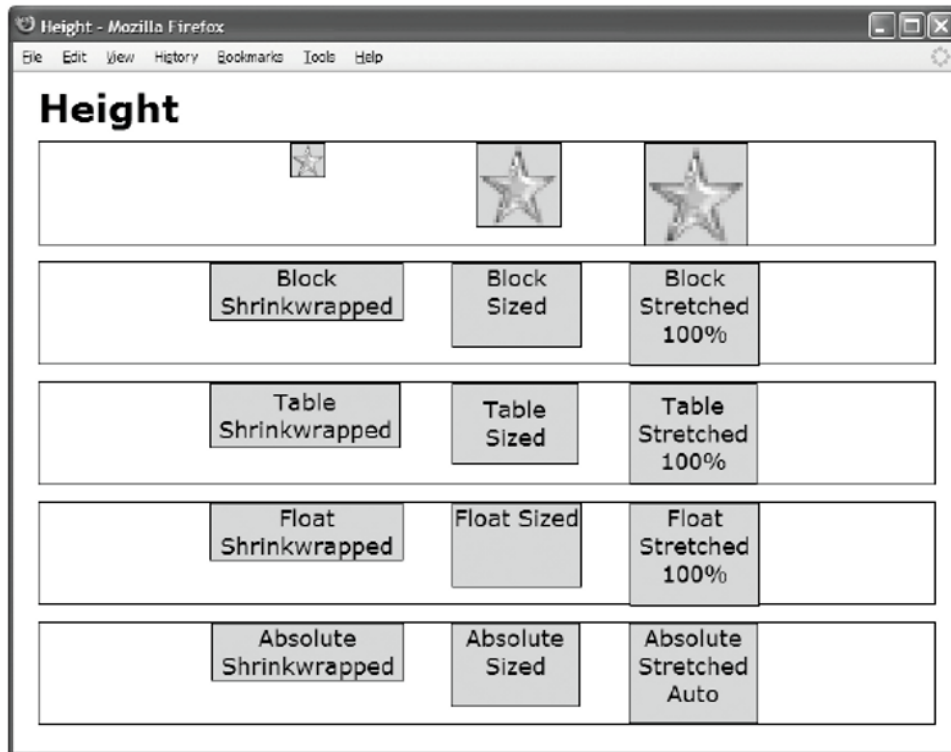 Height - Mozilla Firefox
File Edit View History Bookmarks Tools Help
Height
Block
Shrinkwrapped
Block
Sized
Block
Stretched
100%
Table
Shrinkwrapped
Table
Sized
Table
Stretched
100%
Float
Shrinkwrapped
Float Sized
Float
Stretched
100%
Absolute
Shrinkwrapped
Absolute
Sized
Absolute
Stretched
Auto